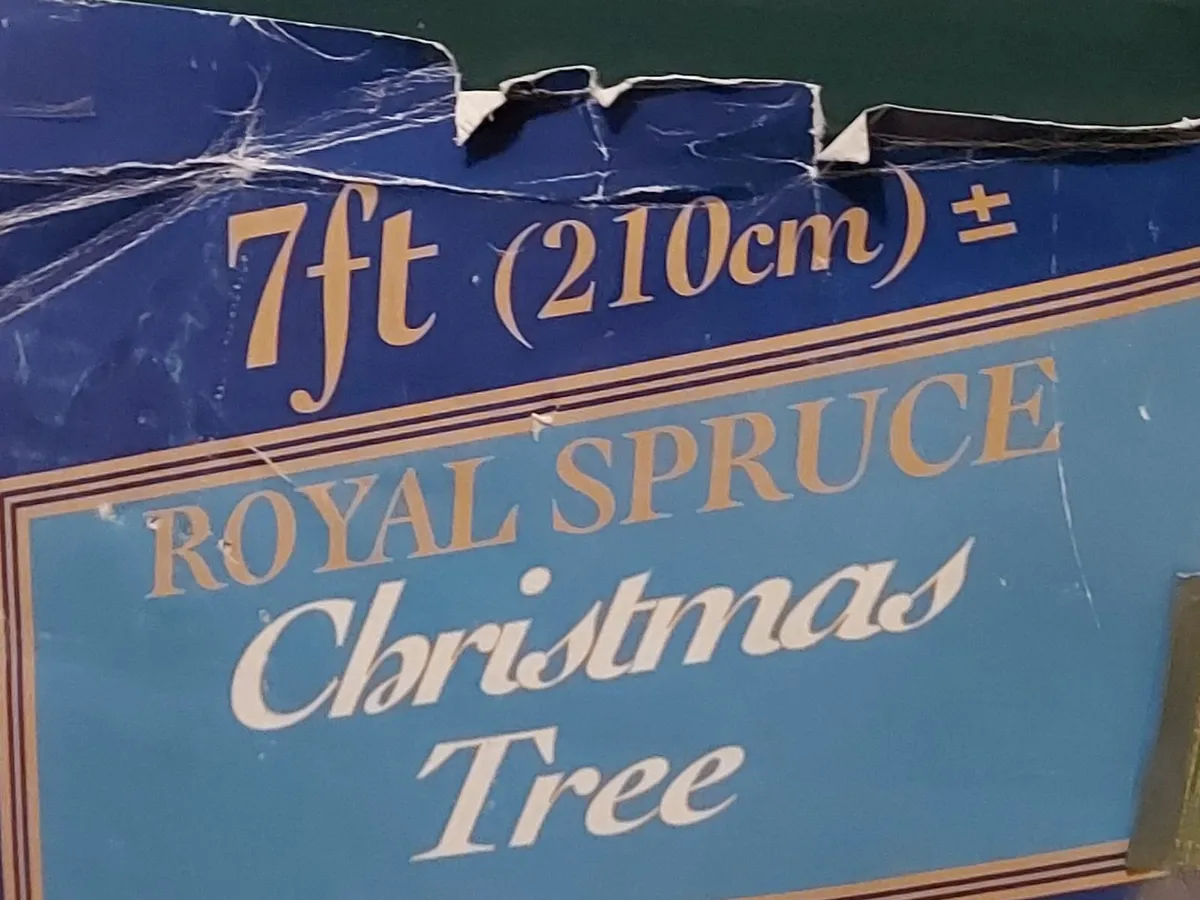 7ft (210cm) ±
ROYAL SPRUCE
Christmas
Tree